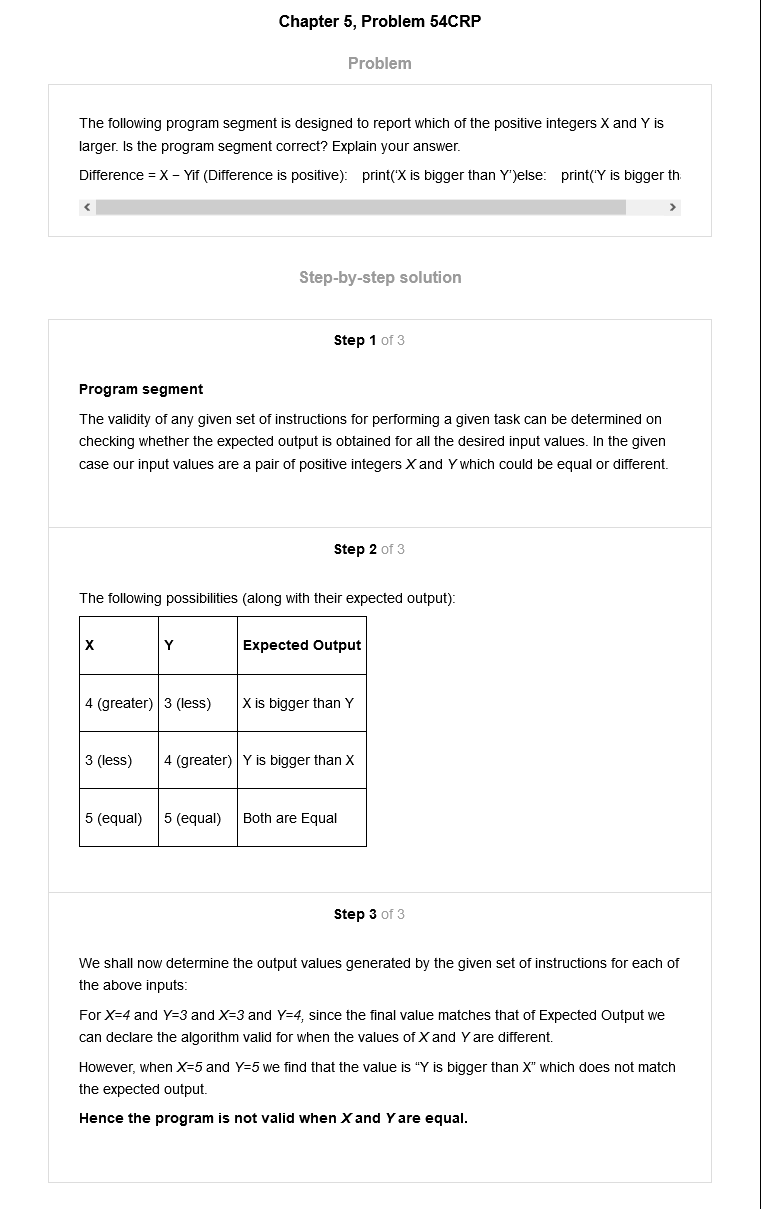 Chapter 5, Problem 54CRP
Problem
The following program segment is designed to report which of the positive integers X and Y is
larger. Is the program segment correct? Explain your answer.
Difference = X − Yif (Difference is positive): print(‘X is bigger than Y’)else: print(‘Y is bigger th
Step-by-step solution
Step 1 of 3
Program segment
The validity of any given set of instructions for performing a given task can be determined on
checking whether the expected output is obtained for all the desired input values. In the given
case our input values are a pair of positive integers X and Y which could be equal or different.
Step 2 of 3
The following possibilities (along with their expected output):
X Y Expected Output
4 (greater) 3 (less) X is bigger than Y
3 (less) 4 (greater) Y is bigger than X
5 (equal) 5 (equal) Both are Equal
Step 3 of 3
We shall now determine the output values generated by the given set of instructions for each of
the above inputs:
For X=4 and Y=3 and X=3 and Y=4, since the final value matches that of Expected Output we
can declare the algorithm valid for when the values of X and Y are different.
However, when X=5 and Y=5 we find that the value is “Y is bigger than X” which does not match
the expected output.
Hence the program is not valid when X and Y are equal.